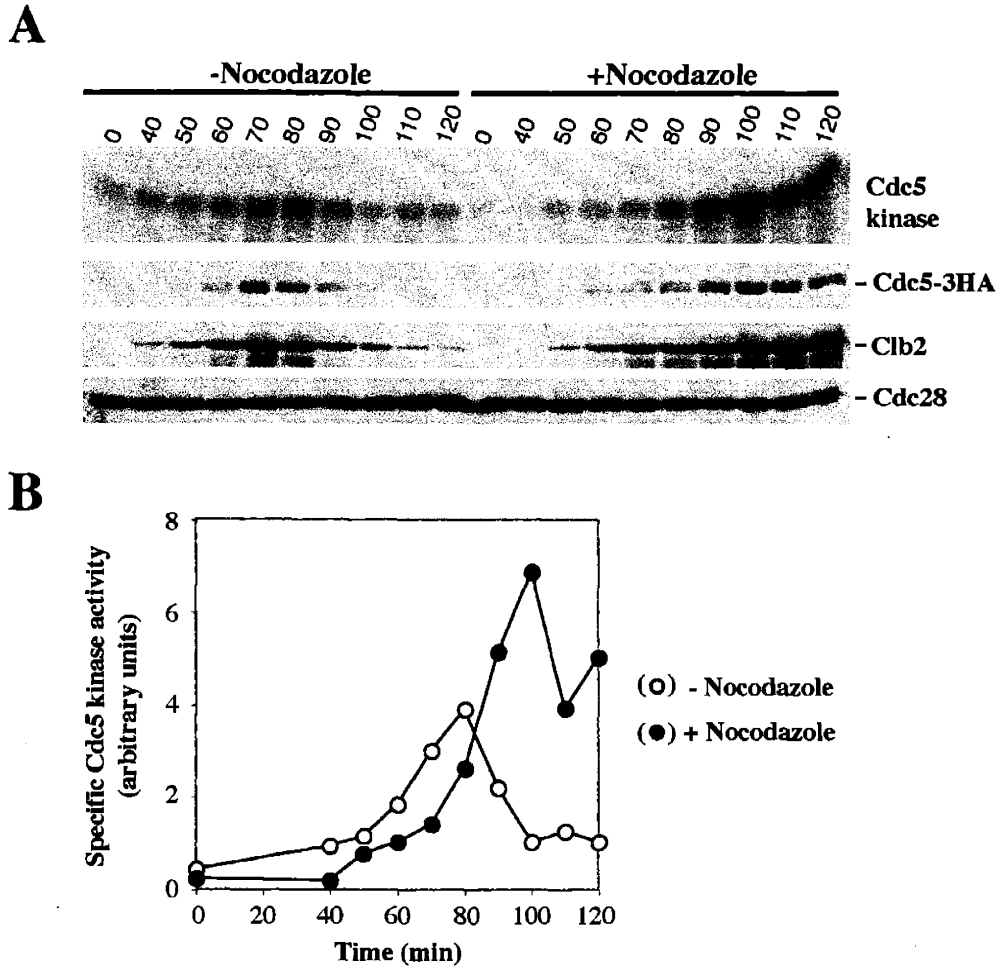 A
-Nocodazole +Nocodazole
0 40 50 60 70 80 90 100 110 120 0 40 50 60 70 80 90 100 110 120
Cdc5
kinase
- Cdc5-3HA
- Clb2
- Cdc28
B
Specific Cdc5 kinase activity
(arbitrary units)
8
6
4
2
0
0 20 40 60 80 100 120
Time (min)
(○) - Nocodazole
(●) + Nocodazole